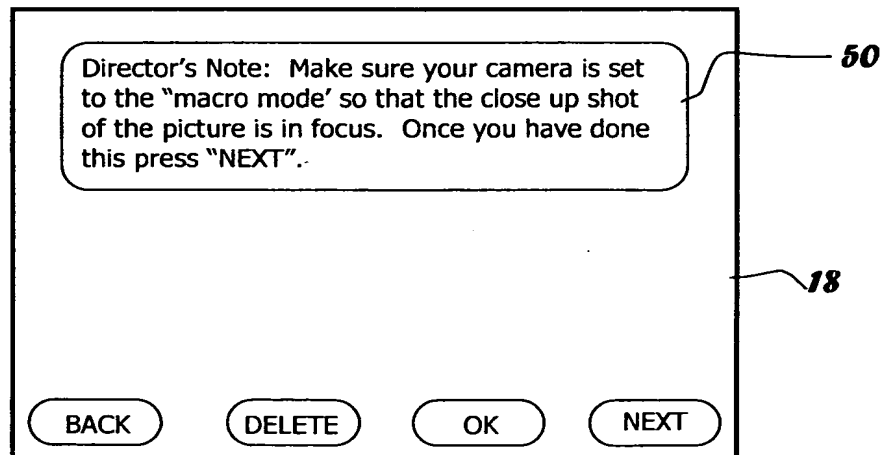 Director's Note: Make sure your camera is set
to the "macro mode' so that the close up shot
of the picture is in focus. Once you have done
this press "NEXT".
50
18
BACK DELETE OK NEXT